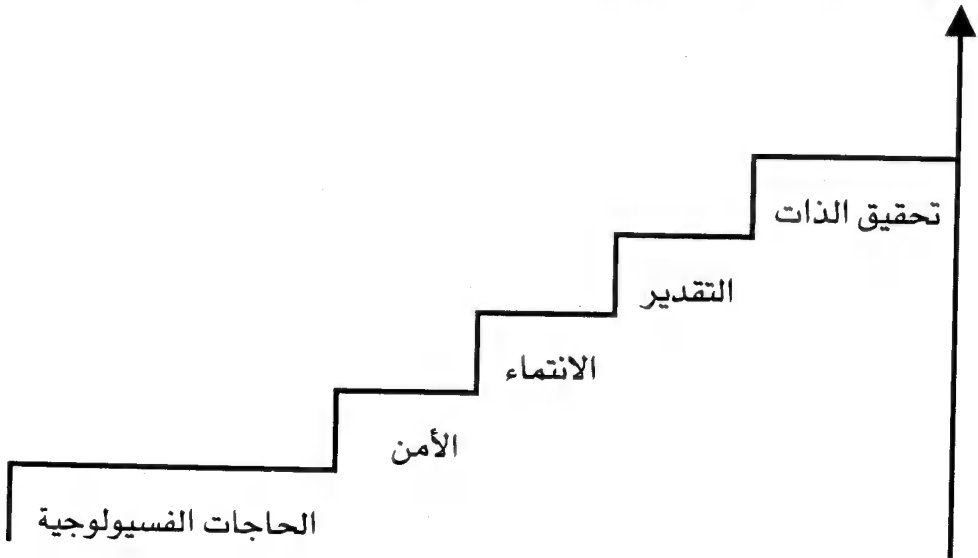 تحقيق الذات
التقدير
الانتماء
الأمن
الحاجات الفسيولوجية